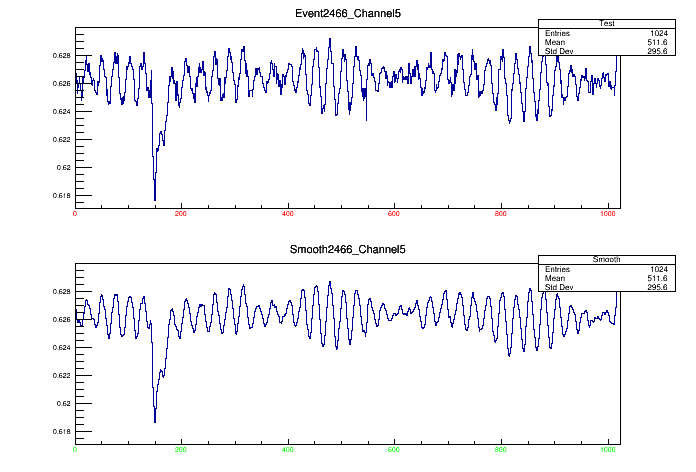 Event2466_Channel5
Test
Entries 1024
Mean 511.6
Std Dev 295.6
0.628
0.626
0.624
0.622
0.62
0.618
0 200 400 600 800 1000
Smooth2466_Channel5
Smooth
Entries 1024
Mean 511.6
Std Dev 295.6
0.628
0.626
0.624
0.622
0.62
0.618
0 200 400 600 800 1000